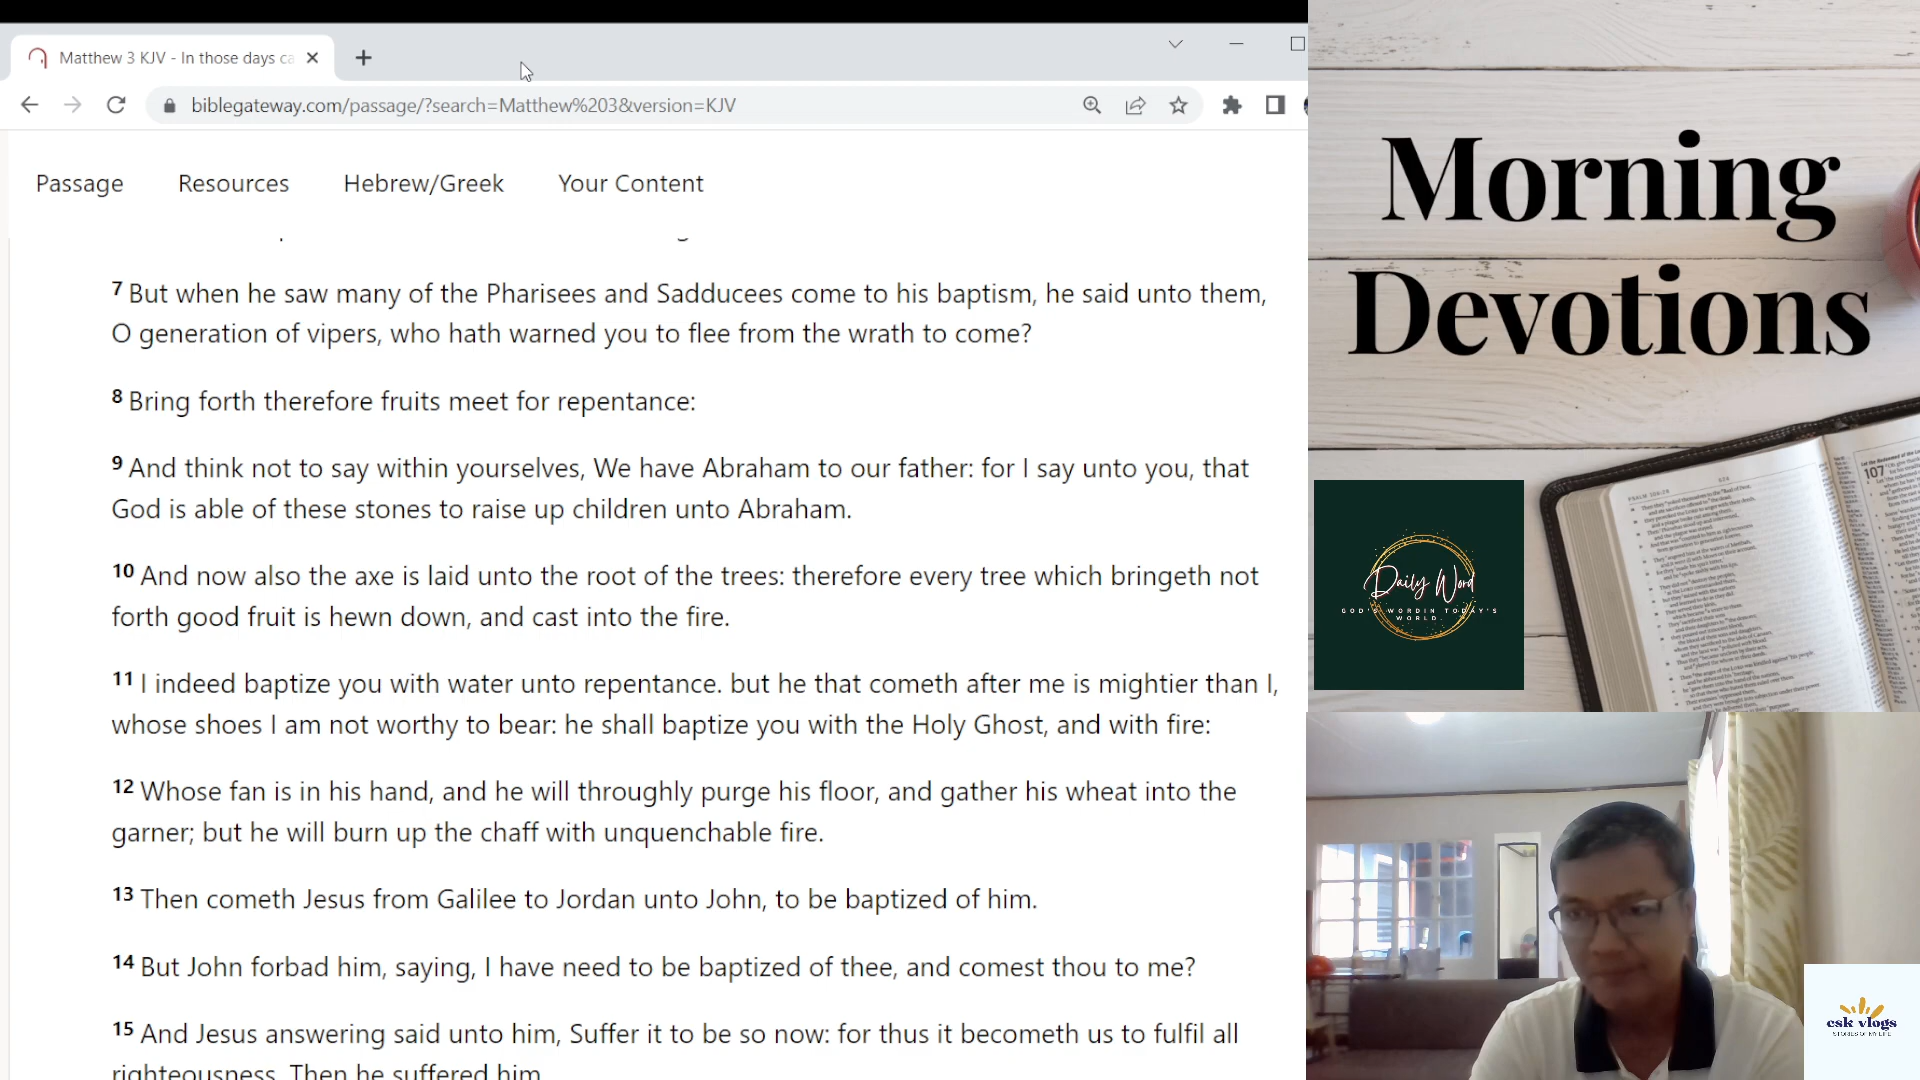 Matthew 3 KJV - In those days ca
biblegateway.com/passage/?search=Matthew%203&version=KJV
Passage
Resources
Hebrew/Greek
Your Content
7 But when he saw many of the Pharisees and Sadducees come to his baptism, he said unto them,
O generation of vipers, who hath warned you to flee from the wrath to come?
8 Bring forth therefore fruits meet for repentance:
9 And think not to say within yourselves, We have Abraham to our father: for I say unto you, that
God is able of these stones to raise up children unto Abraham.
10 And now also the axe is laid unto the root of the trees: therefore every tree which bringeth not
forth good fruit is hewn down, and cast into the fire.
11 I indeed baptize you with water unto repentance. but he that cometh after me is mightier than I,
whose shoes I am not worthy to bear: he shall baptize you with the Holy Ghost, and with fire:
12 Whose fan is in his hand, and he will throughly purge his floor, and gather his wheat into the
garner; but he will burn up the chaff with unquenchable fire.
13 Then cometh Jesus from Galilee to Jordan unto John, to be baptized of him.
14 But John forbad him, saying, I have need to be baptized of thee, and comest thou to me?
15 And Jesus answering said unto him, Suffer it to be so now: for thus it becometh us to fulfil all
righteousness. Then he suffered him.
Morning
Devotions
107
Daily Word
GOD'S WORDIN TODAY'S
WORLD.
csk vlogs
STORIES OF MY LIFE